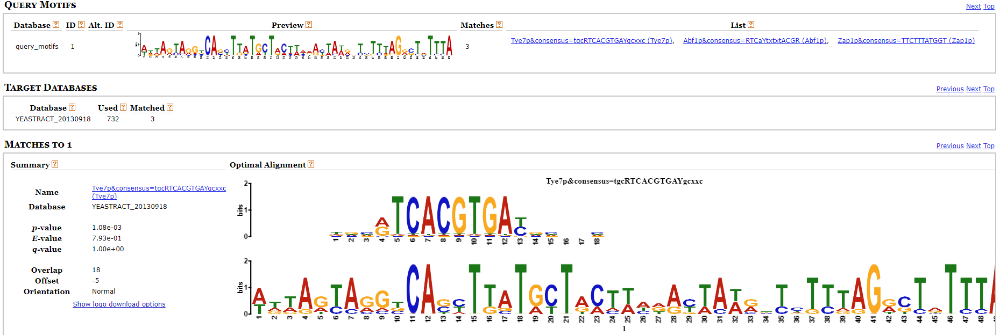 QUERY MOTIFS
Next Top
Database ? ID ? Alt. ID ? Preview ? Matches ? List ?
query_motifs 1 3 Tye7p&consensus=tgcRTCACGTGAYgcxxc (Tye7p), Abf1p&consensus=RTCaYtxtxtACGR (Abf1p), Zap1p&consensus=TTCTTTATGGT (Zap1p)
TARGET DATABASES
Previous Next Top
Database ? Used ? Matched ?
YEASTRACT_20130918 732 3
MATCHES TO 1
Previous Next Top
Summary ? Optimal Alignment ?
Name Tye7p&consensus=tgcRTCACGTGAYgcxxc
(Tye7p)
Database YEASTRACT_20130918
p-value 1.08e-03
E-value 7.93e-01
q-value 1.00e+00
Overlap 18
Offset -5
Orientation Normal
Show logo download options
Tye7p&consensus=tgcRTCACGTGAYgcxxc
2
bits
1
0
1 2 3 4 5 6 7 8 9 10 11 12 13 14 15 16 17 18
2
bits
1
0
1 2 3 4 5 6 7 8 9 10 11 12 13 14 15 16 17 18 19 20 21 22 23 24 25 26 27 28 29 30 31 32 33 34 35 36 37 38 39 40 41 42 43 44 45 46 47 48
1